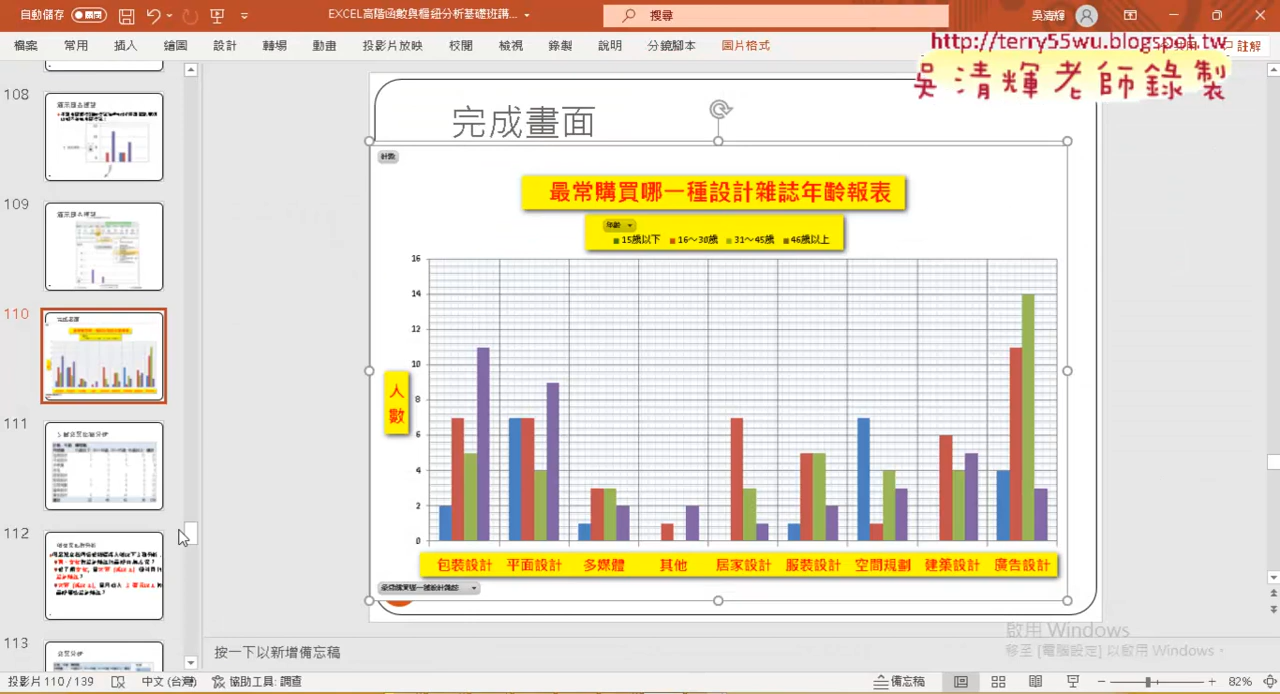 自動儲存
EXCEL高階函數與樞紐分析基礎班講...
搜尋
吳清輝
檔案 常用 插入 繪圖 設計 轉場 動畫 投影片放映 校閱 檢視 錄製 說明 分鏡腳本 圖片格式
註解
http://terry55wu.blogspot.tw
吳清輝老師錄製
108
109
110
完成畫面
111
112
113
完成畫面
計數
最常購買哪一種設計雜誌年齡報表
年齡
15歲以下 16~30歲 31~45歲 46歲以上
16
14
12
10
8
6
4
2
0
人數
包裝設計 平面設計 多媒體 其他 居家設計 服裝設計 空間規劃 建築設計 廣告設計
最常購買哪一種設計雜誌
啟用 Windows
移至 [電腦設定] 以啟用 Windows。
按一下以新增備忘稿
投影片 110 / 139 中文 (台灣) 協助工具: 調查 備忘稿 82%